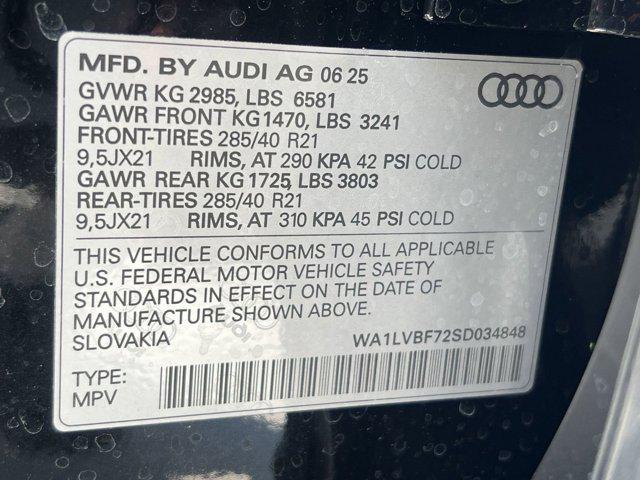 MFD. BY AUDI AG 06 25
GVWR KG 2985, LBS 6581
GAWR FRONT KG1470, LBS 3241
FRONT-TIRES 285/40 R21
9,5JX21 RIMS, AT 290 KPA 42 PSI COLD
GAWR REAR KG 1725, LBS 3803
REAR-TIRES 285/40 R21
9,5JX21 RIMS, AT 310 KPA 45 PSI COLD
THIS VEHICLE CONFORMS TO ALL APPLICABLE
U.S. FEDERAL MOTOR VEHICLE SAFETY
STANDARDS IN EFFECT ON THE DATE OF
MANUFACTURE SHOWN ABOVE.
SLOVAKIA WA1LVBF72SD034848
TYPE:
MPV